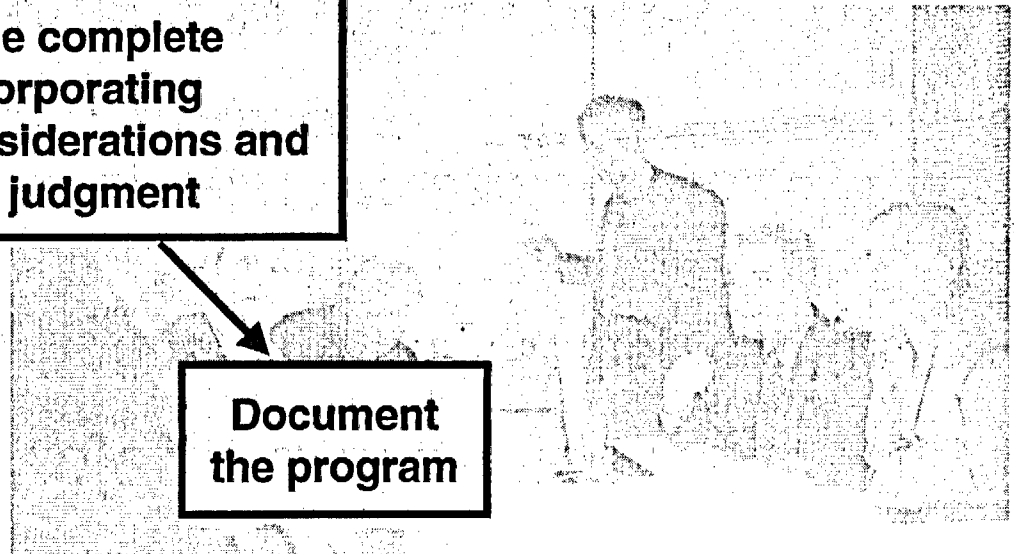 e complete
orporating
siderations and
judgment
Document
the program